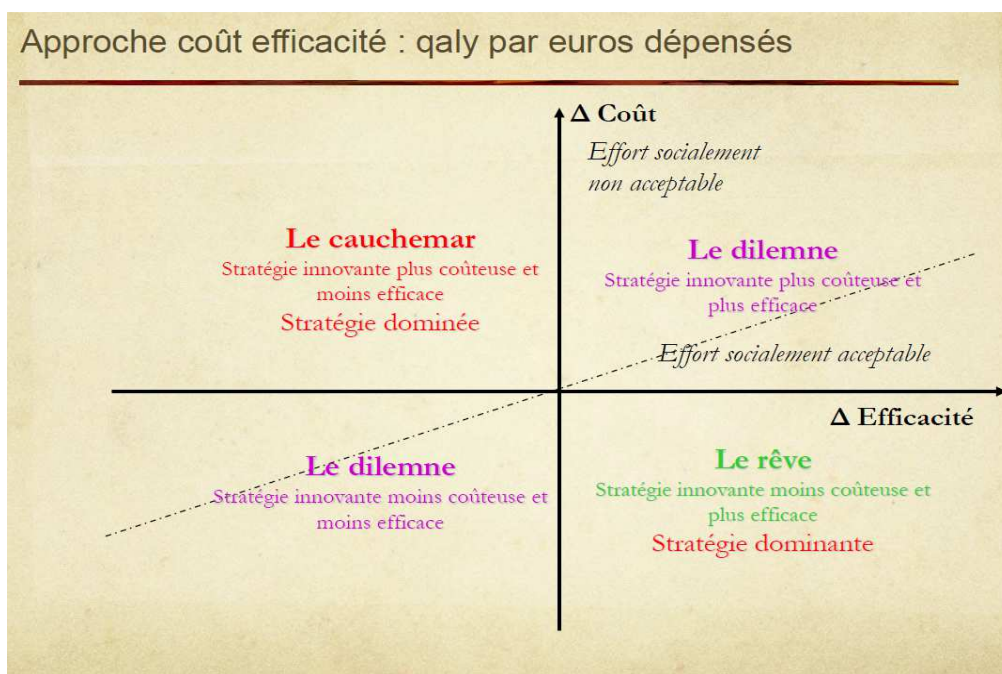 Approche coût efficacité : qaly par euros dépensés
Δ Coût
Effort socialement
non acceptable
Le cauchemar
Stratégie innovante plus coûteuse et
moins efficace
Stratégie dominée
Le dilemne
Stratégie innovante plus coûteuse et
plus efficace
Effort socialement acceptable
Δ Efficacité
Le dilemne
Stratégie innovante moins coûteuse et
moins efficace
Le rêve
Stratégie innovante moins coûteuse et
plus efficace
Stratégie dominante